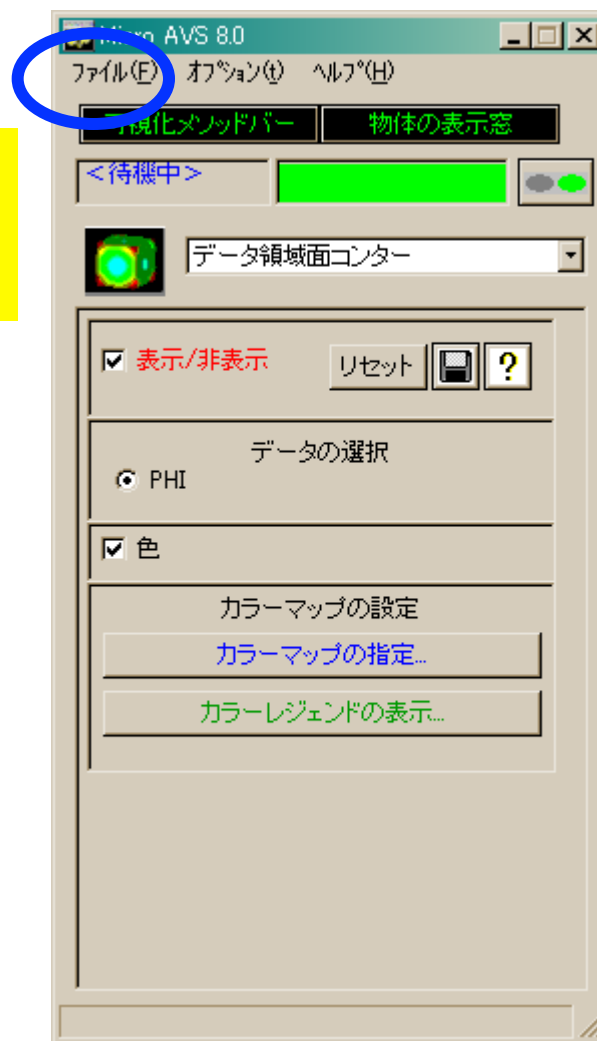 Micro AVS 8.0
ファイル(F) オプション(t) ヘルプ(H)
可視化メソッドバー 物体の表示窓
<待機中>
データ領域面コンター
表示/非表示 リセット ?
データの選択
PHI
色
カラーマップの設定
カラーマップの指定...
カラーレジェンドの表示...